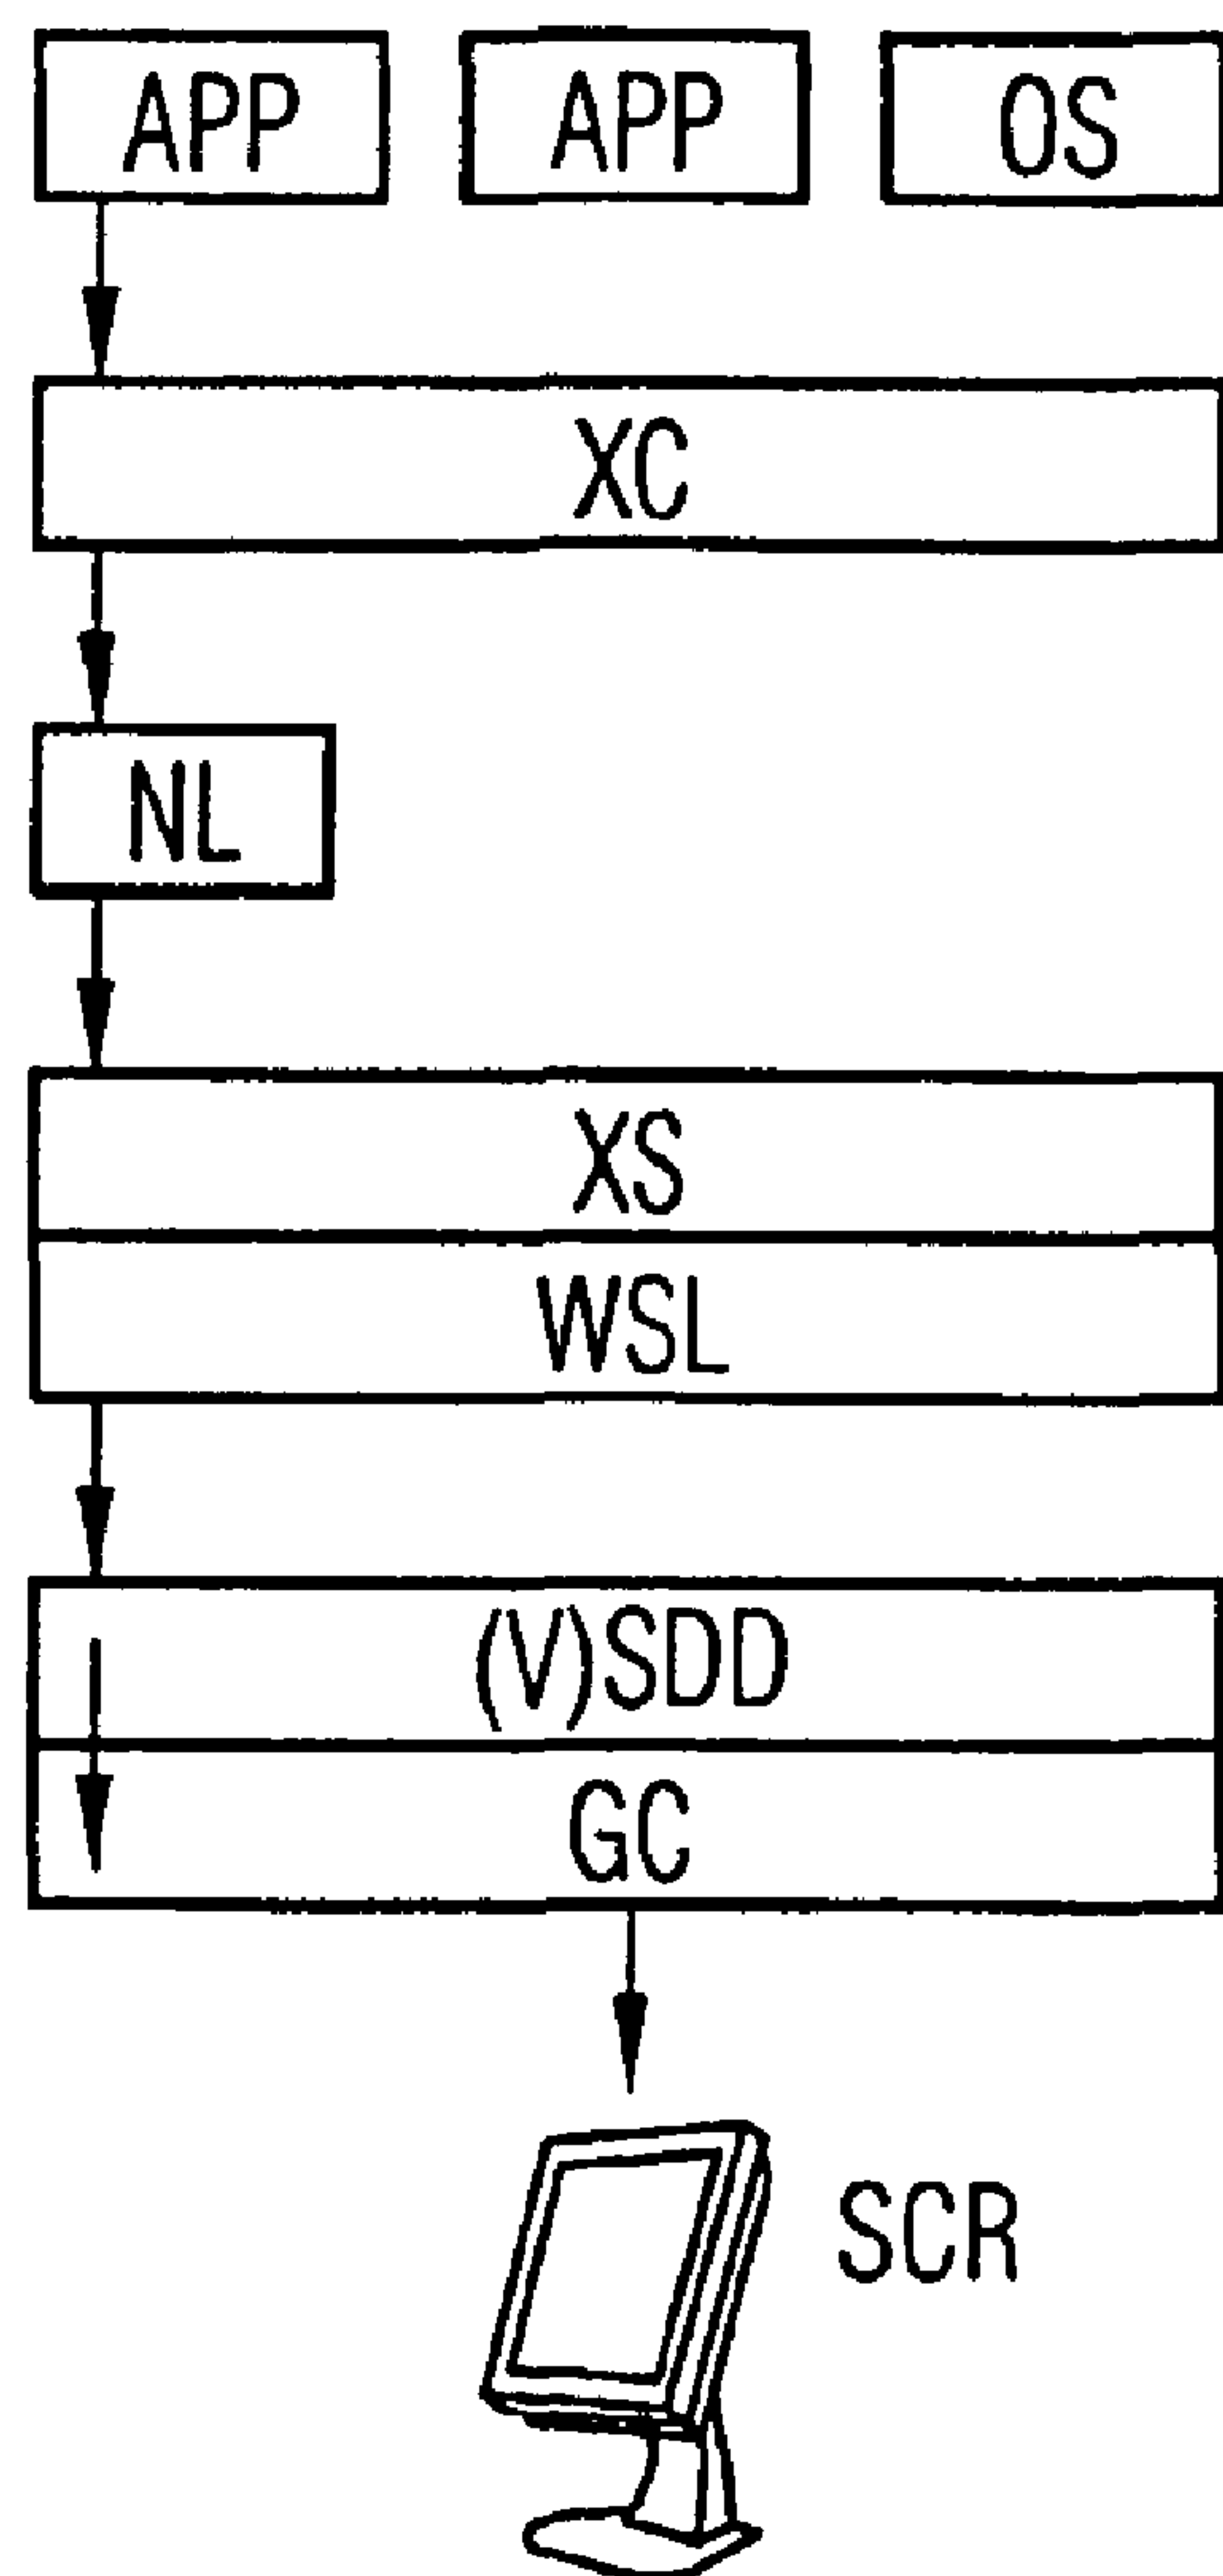 APP APP OS
XC
NL
XS
WSL
(V)SDD
GC
SCR